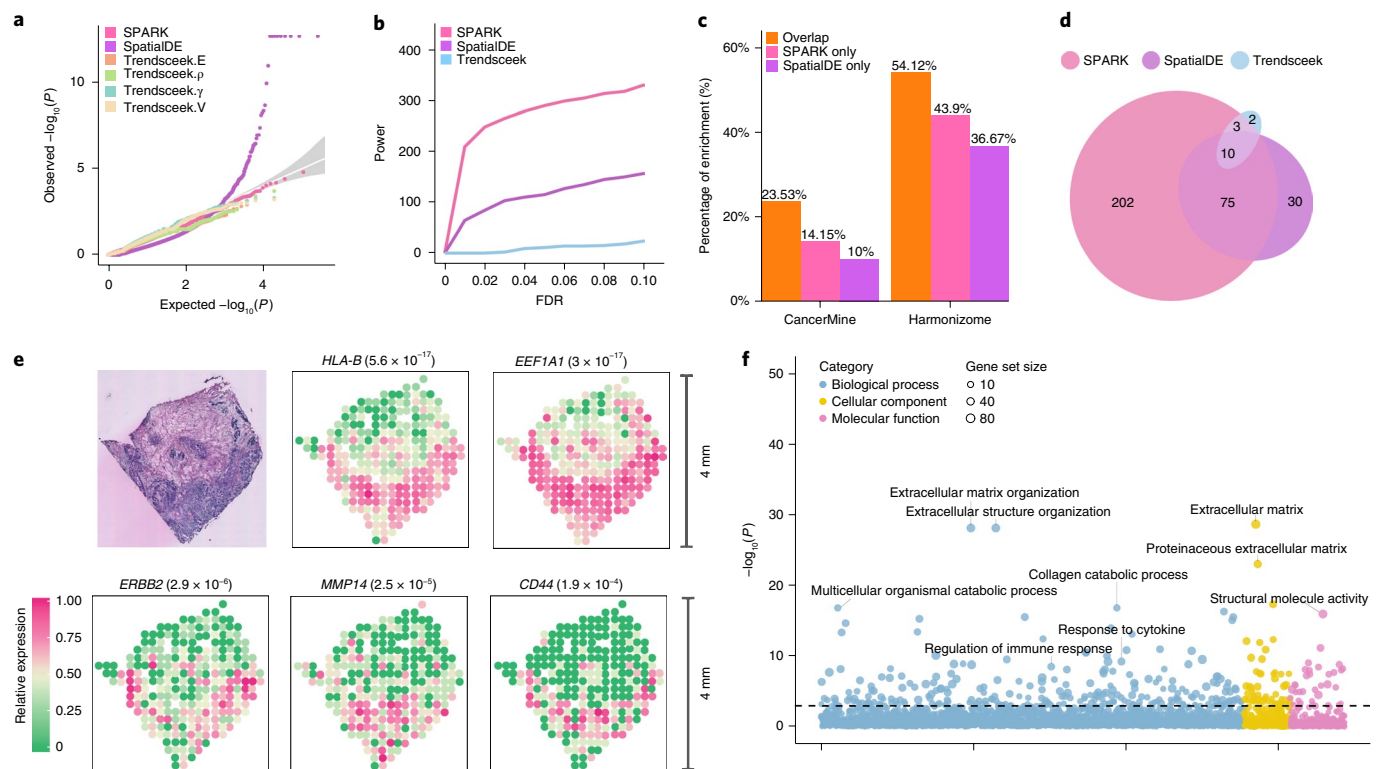 a
SPARK
SpatialDE
Trendsceek.E
Trendsceek.ρ
Trendsceek.γ
Trendsceek.V
Observed −log10(P)
10
5
0
0 2 4
Expected −log10(P)
b
SPARK
SpatialDE
Trendsceek
Power
400
300
200
100
0
0 0.02 0.04 0.06 0.08 0.10
FDR
c
Overlap
SPARK only
SpatialDE only
Percentage of enrichment (%)
60%
40%
20%
0%
23.53%
14.15%
10%
54.12%
43.9%
36.67%
CancerMine Harmonizome
d
SPARK SpatialDE Trendsceek
2
3
10
202 75 30
e
HLA-B (5.6 × 10−17)
EEF1A1 (3 × 10−17)
4 mm
ERBB2 (2.9 × 10−6)
MMP14 (2.5 × 10−5)
CD44 (1.9 × 10−4)
4 mm
Relative expression
1.00
0.75
0.50
0.25
0
f
Category
Biological process
Cellular component
Molecular function
Gene set size
10
40
80
−log10(P)
50
40
30
20
10
0
Extracellular matrix organization
Extracellular structure organization
Extracellular matrix
Proteinaceous extracellular matrix
Collagen catabolic process
Multicellular organismal catabolic process
Structural molecule activity
Response to cytokine
Regulation of immune response